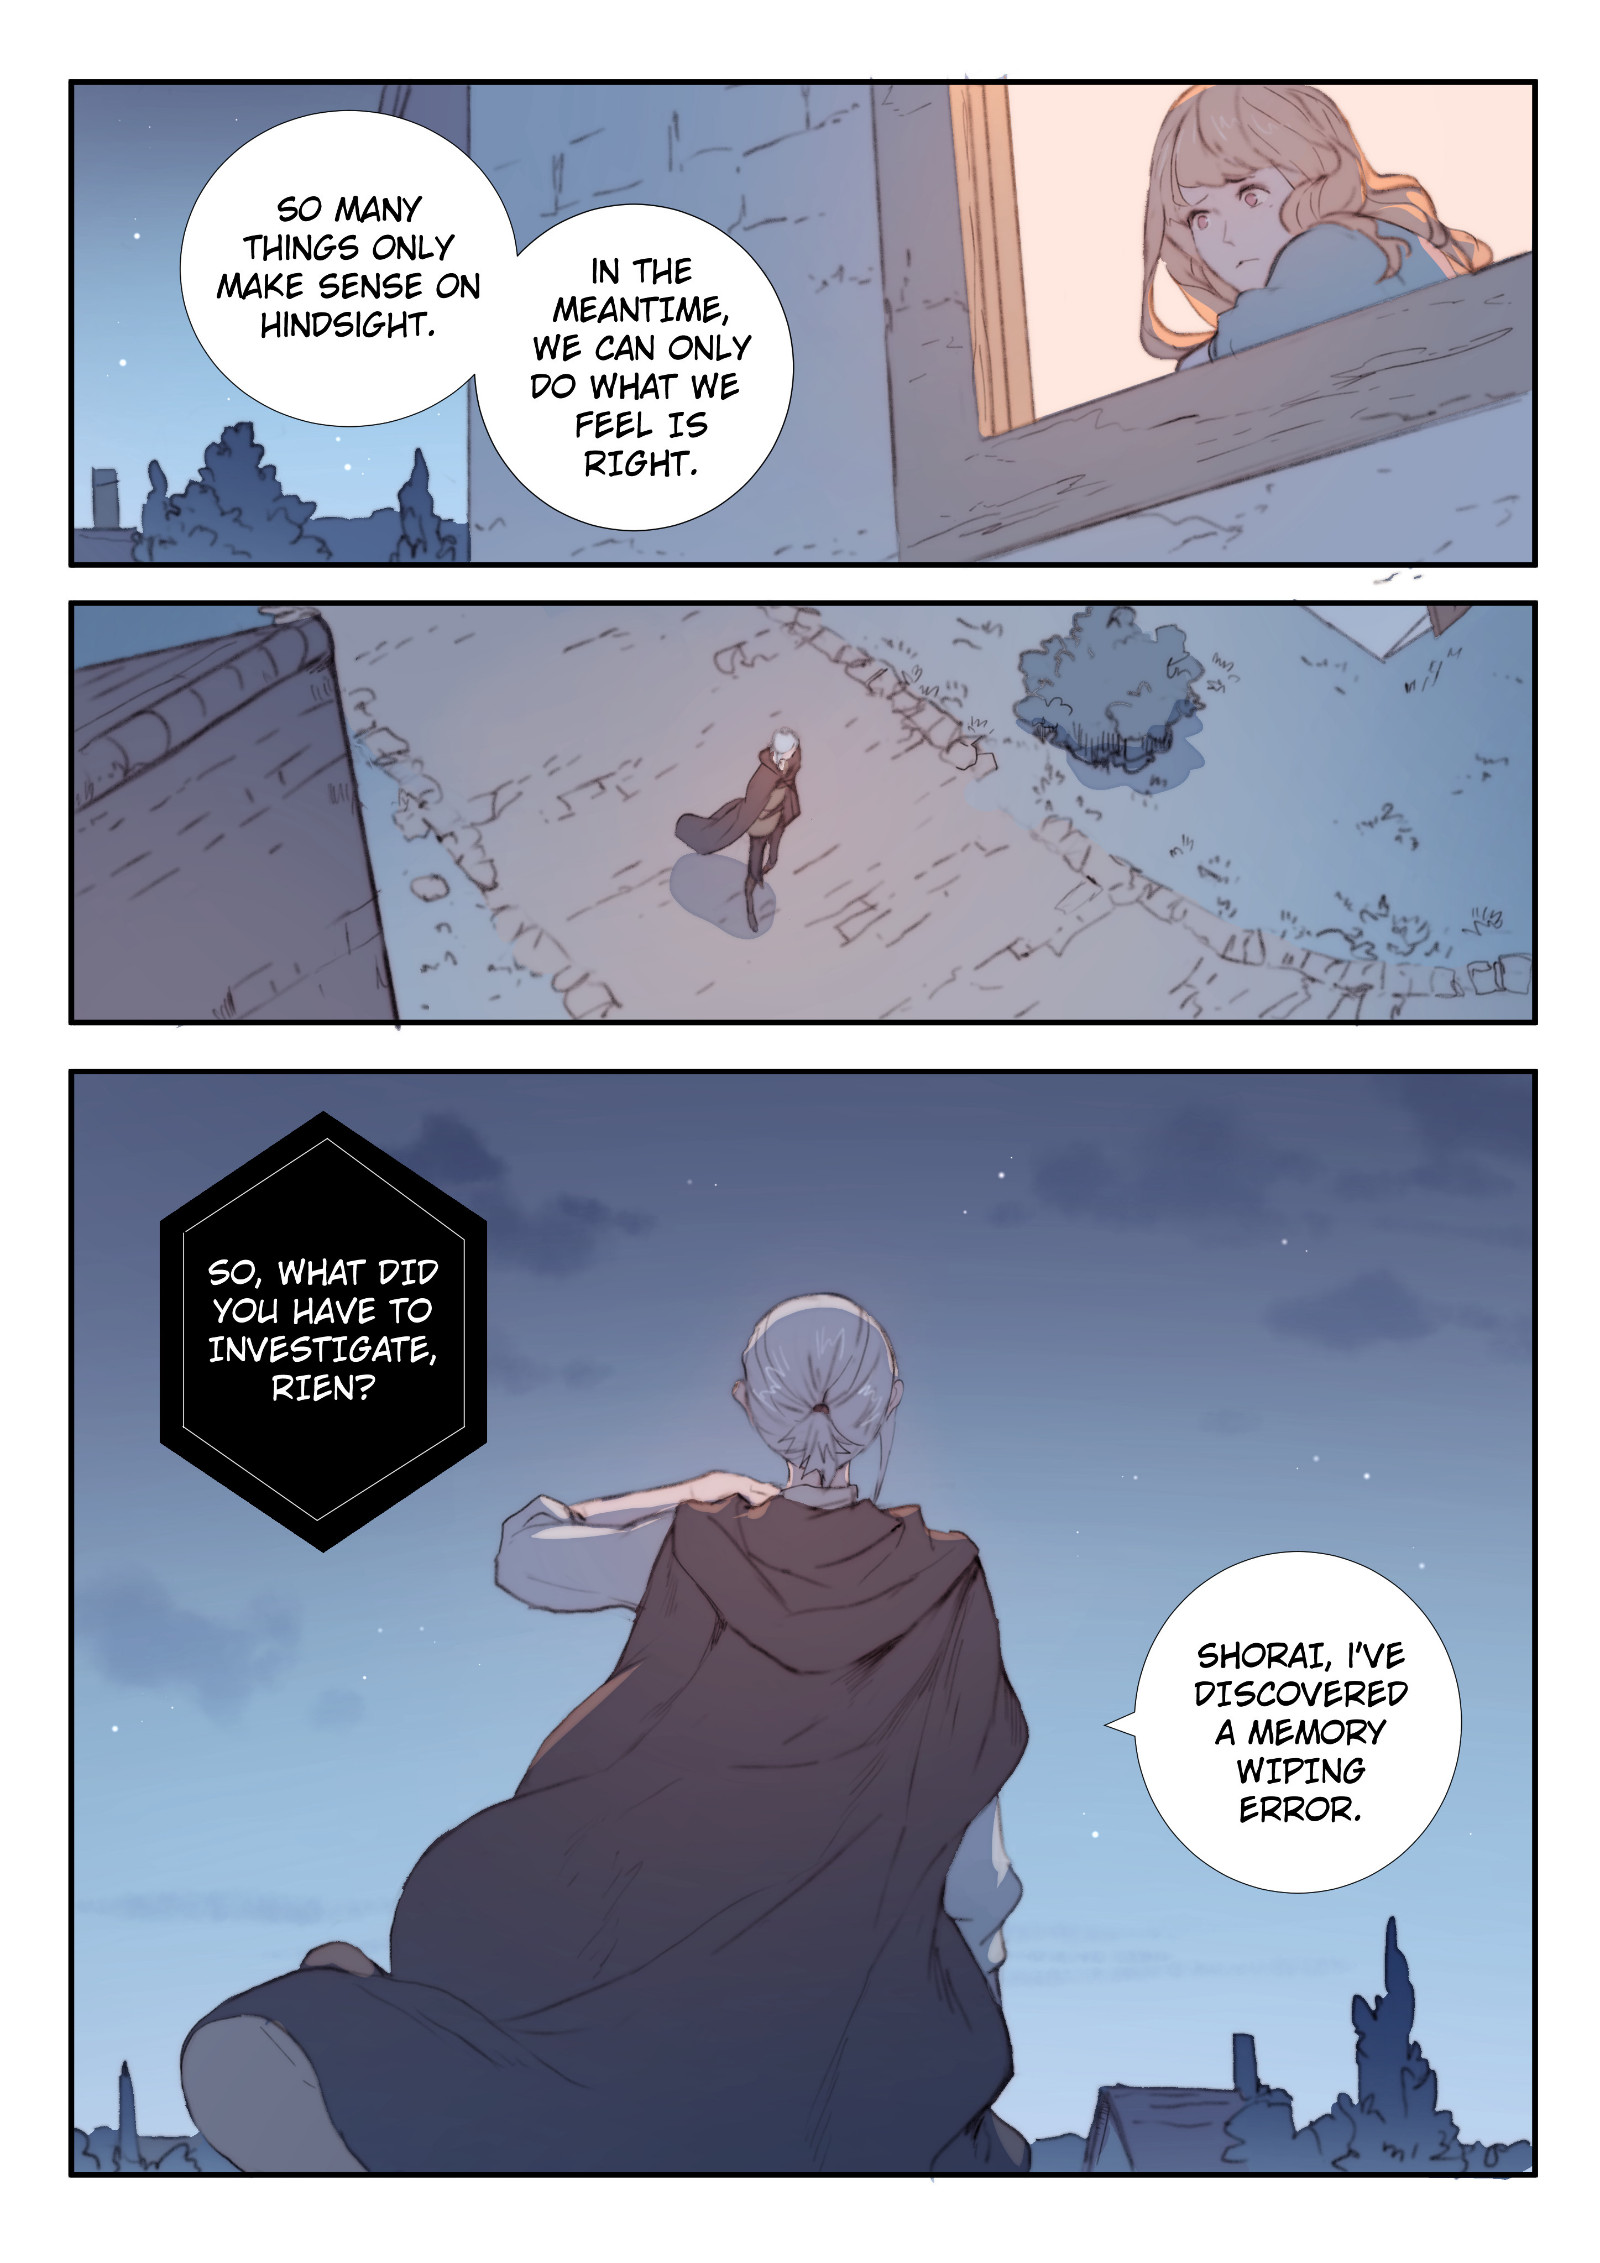 SO MANY
THINGS ONLY
MAKE SENSE ON
HINDSIGHT.
IN THE
MEANTIME,
WE CAN ONLY
DO WHAT WE
FEEL IS
RIGHT.
SO, WHAT DID
YOU HAVE TO
INVESTIGATE,
RIEN?
SHORAI, I'VE
DISCOVERED
A MEMORY
WIPING
ERROR.